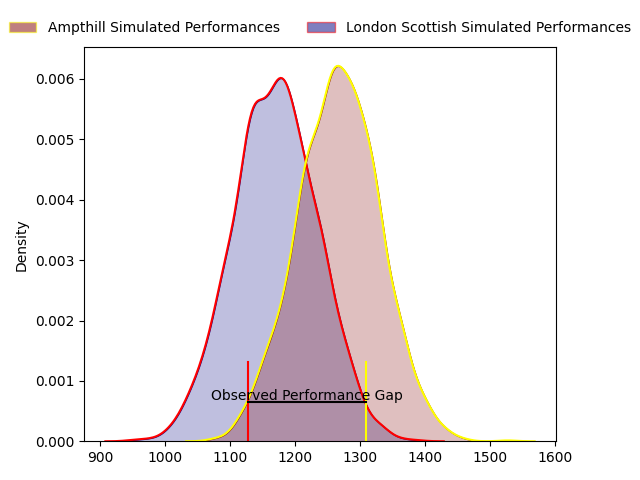 Ampthill Simulated Performances London Scottish Simulated Performances
0.006
0.005
0.004
0.003
0.002
0.001
0.000
Density
Observed Performance Gap
900 1000 1100 1200 1300 1400 1500 1600